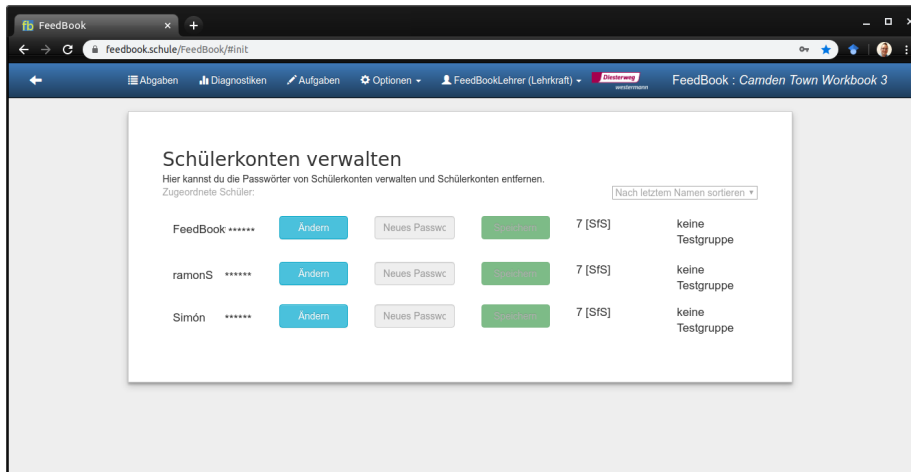 FeedBook
feedbook.schule/FeedBook/#init
Abgaben Diagnostiken Aufgaben Optionen FeedBookLehrer (Lehrkraft) Diesterweg westermann FeedBook : Camden Town Workbook 3
Schülerkonten verwalten
Hier kannst du die Passwörter von Schülerkonten verwalten und Schülerkonten entfernen.
Zugeordnete Schüler: Nach letztem Namen sortieren
FeedBook ****** Ändern Neues Passwc Speichern 7 [SfS] keine
Testgruppe
ramonS ****** Ändern Neues Passwc Speichern 7 [SfS] keine
Testgruppe
Simón ****** Ändern Neues Passwc Speichern 7 [SfS] keine
Testgruppe